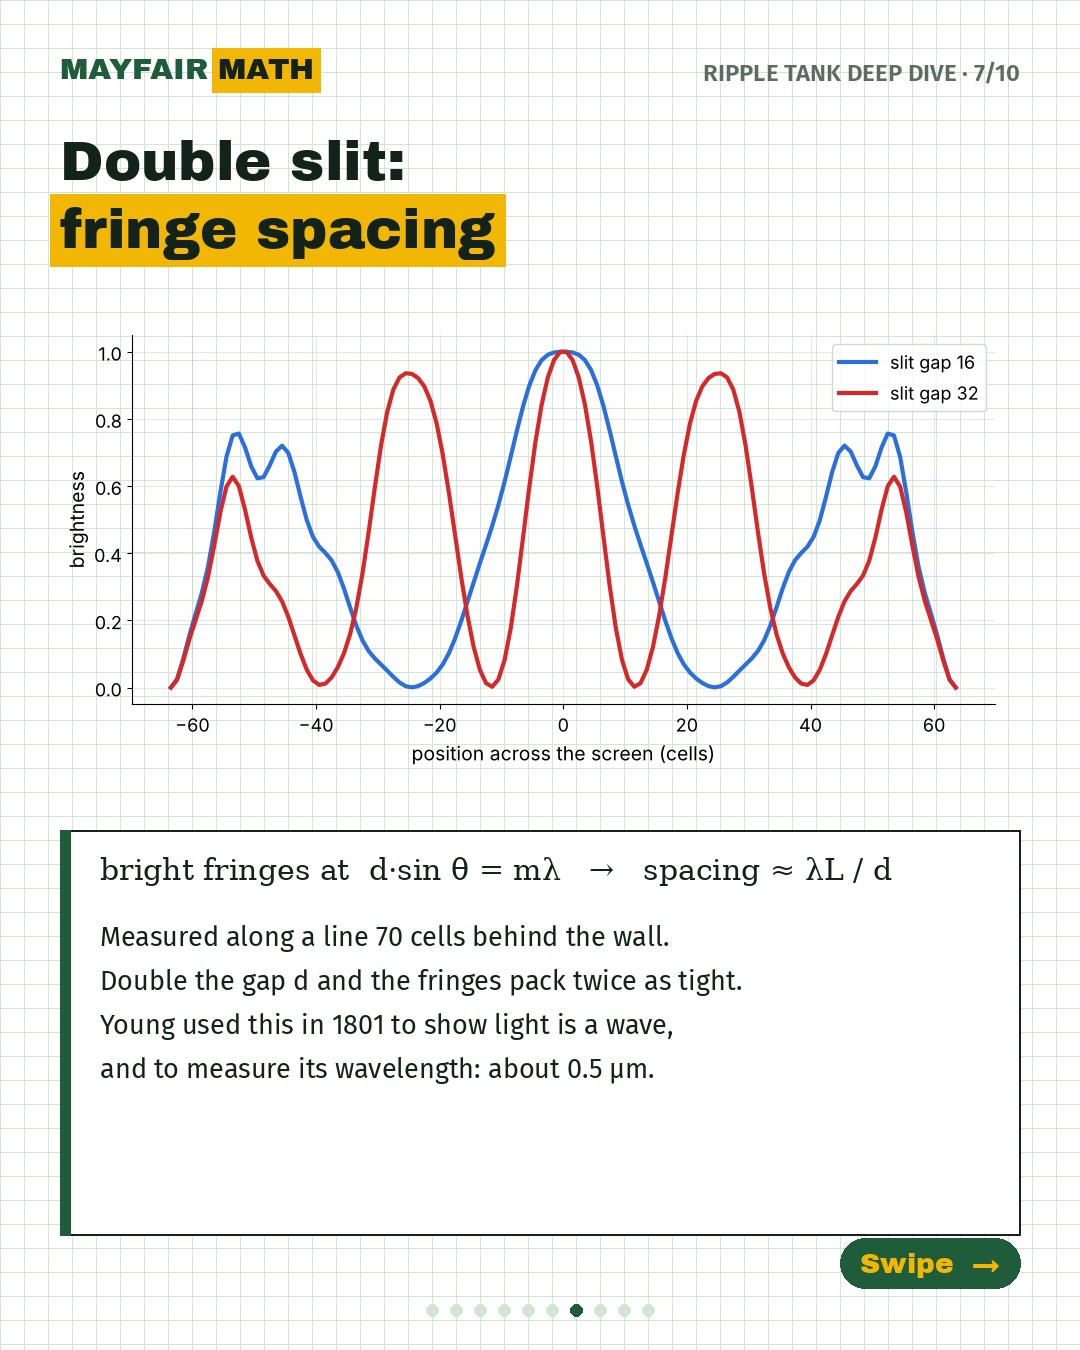 MAYFAIR MATH
RIPPLE TANK DEEP DIVE · 7/10
Double slit:
fringe spacing
brightness
1.0
0.8
0.6
0.4
0.2
0.0
slit gap 16
slit gap 32
−60 −40 −20 0 20 40 60
position across the screen (cells)
bright fringes at d·sin θ = mλ → spacing ≈ λL / d
Measured along a line 70 cells behind the wall.
Double the gap d and the fringes pack twice as tight.
Young used this in 1801 to show light is a wave,
and to measure its wavelength: about 0.5 µm.
Swipe →